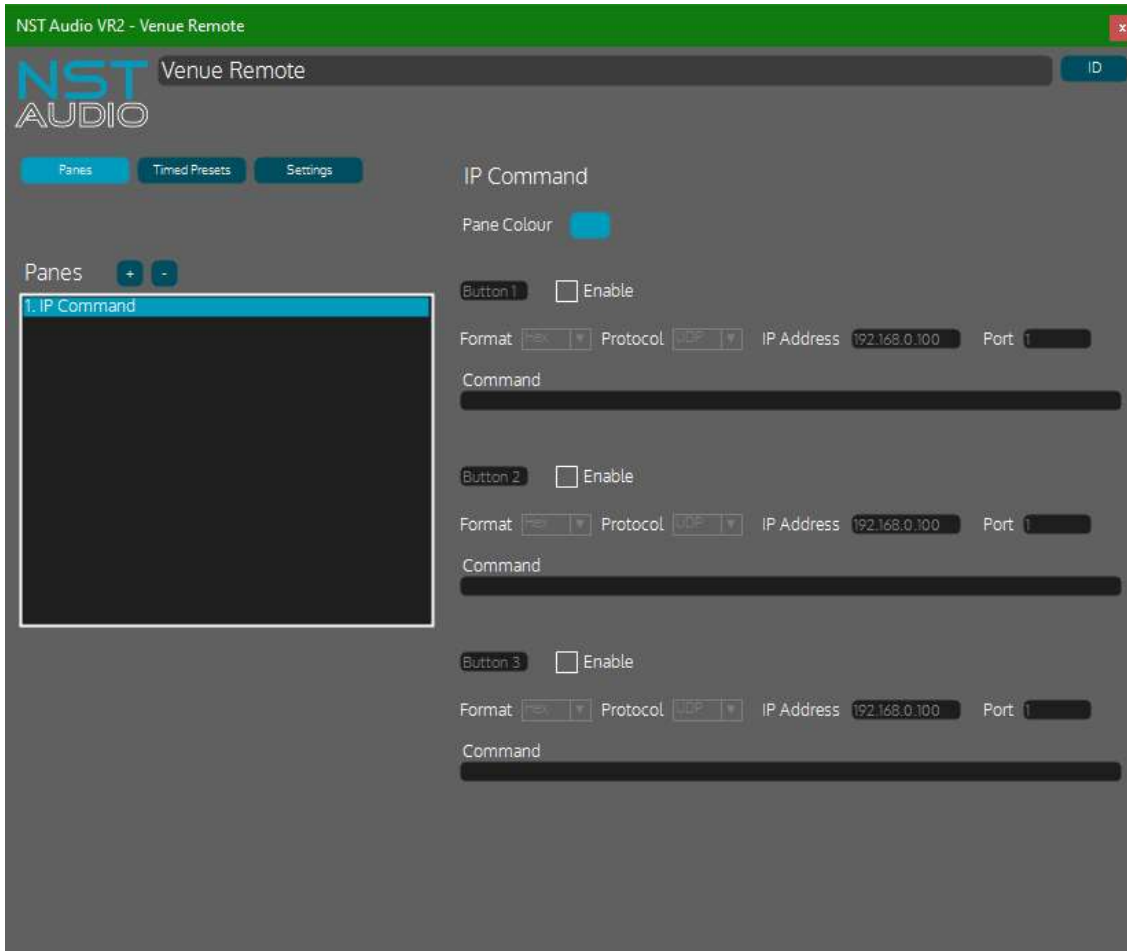 NST Audio VR2 - Venue Remote
x
NST
AUDIO
Venue Remote
ID
Panes
Timed Presets
Settings
Panes
+
-
1. IP Command
IP Command
Pane Colour
Button 1
Enable
Format Hex Protocol UDP IP Address 192.168.0.100 Port 1
Command
Button 2
Enable
Format Hex Protocol UDP IP Address 192.168.0.100 Port 1
Command
Button 3
Enable
Format Hex Protocol UDP IP Address 192.168.0.100 Port 1
Command